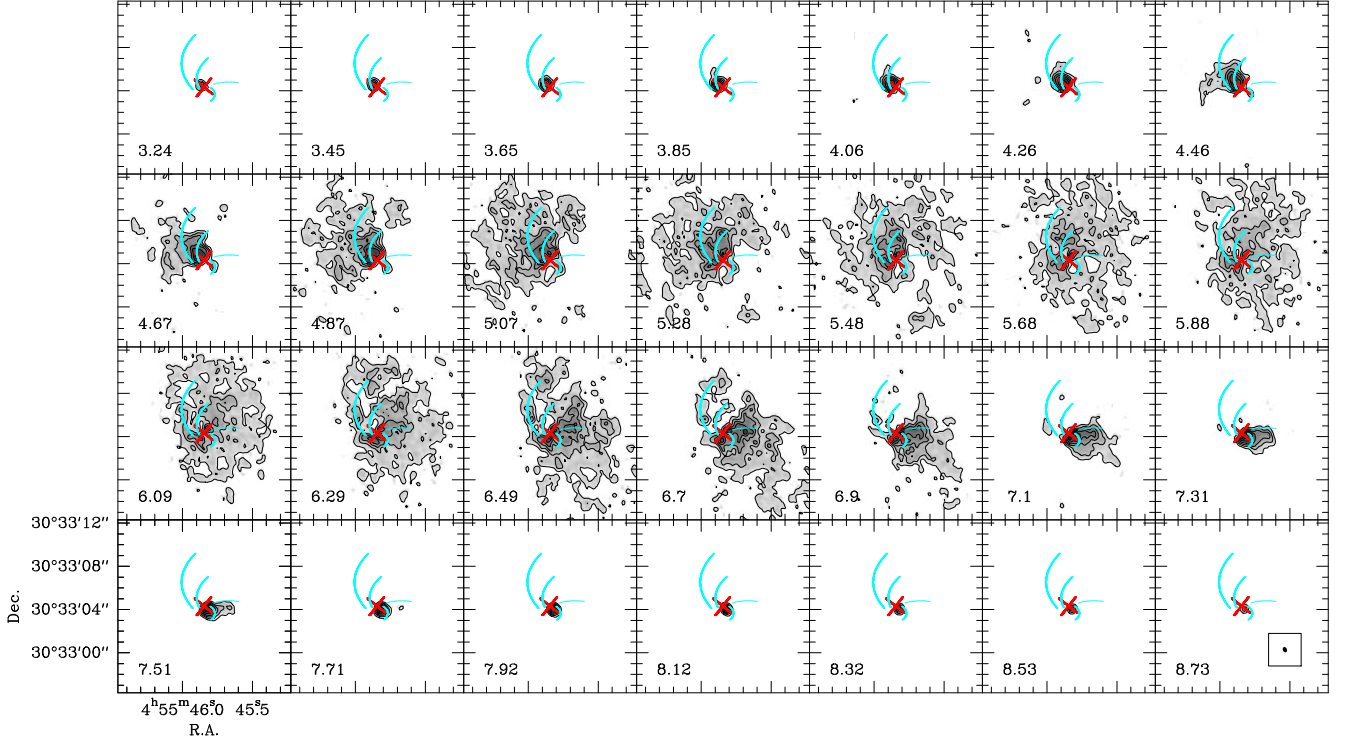 3.24 3.45 3.65 3.85 4.06 4.26 4.46
4.67 4.87 5.07 5.28 5.48 5.68 5.88
6.09 6.29 6.49 6.7 6.9 7.1 7.31
30°33'12"
30°33'08"
30°33'04"
30°33'00"
Dec.
7.51 7.71 7.92 8.12 8.32 8.53 8.73
4ʰ55ᵐ46ˢ.0 45ˢ.5
R.A.